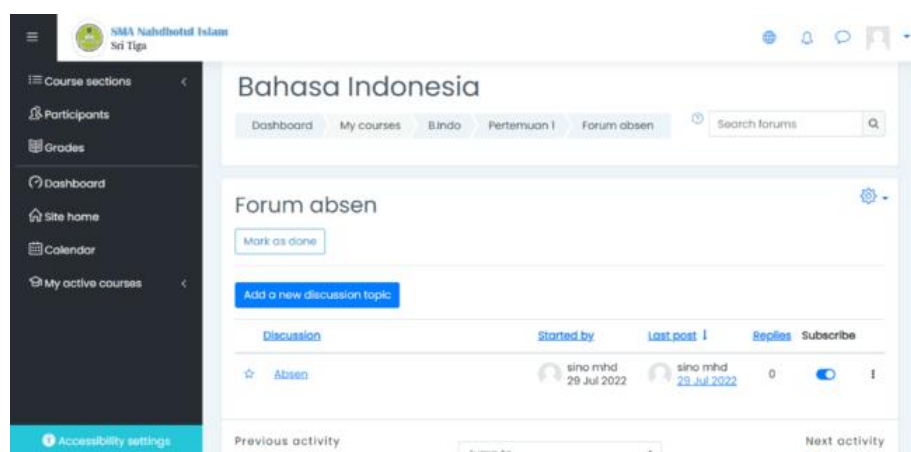 SMA Nahdhotul Islam
Sri Tiga
Course sections
Participants
Grades
Dashboard
Site home
Calendar
My active courses
Accessibility settings
Bahasa Indonesia
Dashboard My courses B.Indo Pertemuan 1 Forum absen
Search forums
Forum absen
Mark as done
Add a new discussion topic
Discussion Started by Last post ↓ Replies Subscribe
Absen sino mhd sino mhd 0
29 Jul 2022 29 Jul 2022
Previous activity Next activity